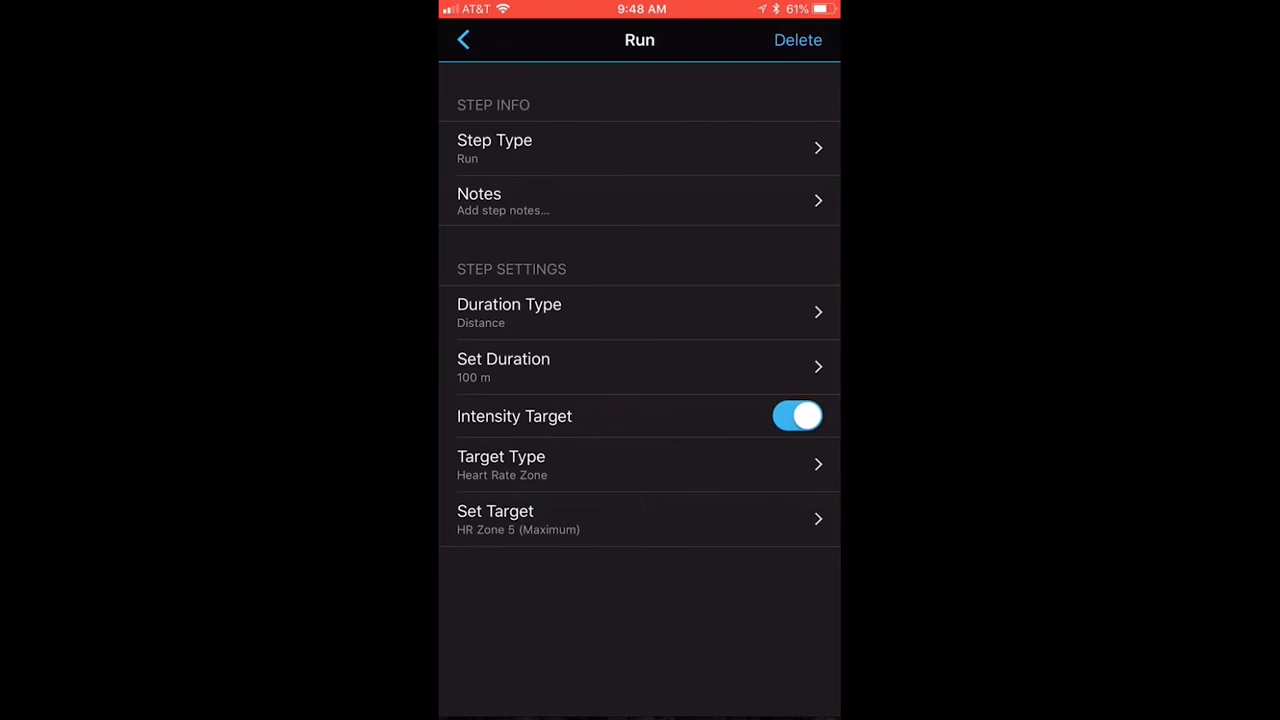 AT&T 9:48 AM 61%
Run Delete
STEP INFO
Step Type
Run
Notes
Add step notes...
STEP SETTINGS
Duration Type
Distance
Set Duration
100 m
Intensity Target
Target Type
Heart Rate Zone
Set Target
HR Zone 5 (Maximum)